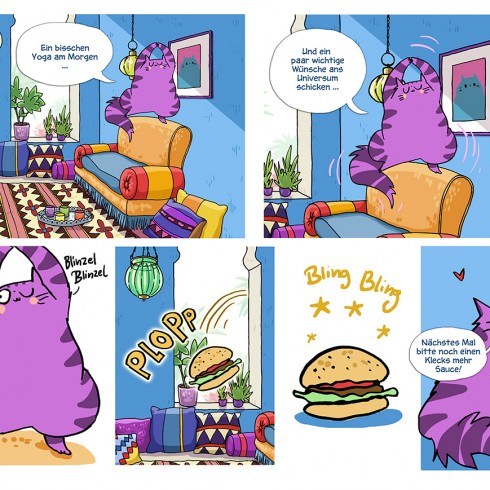 Ein bisschen
Yoga am Morgen
...
Und ein
paar wichtige
Wünsche ans
Universum
schicken ...
Blinzel
Blinzel
PLOPP
Bling Bling
Nächstes Mal
bitte noch einen
Klecks mehr
Sauce!